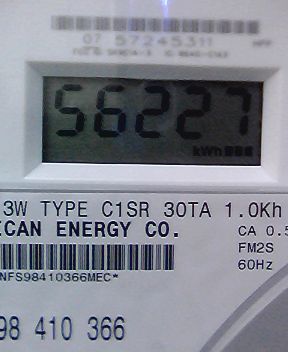 07 57245311
56227
kWh
3W TYPE C1SR 30TA 1.0Kh
ICAN ENERGY CO.
CA 0.5
FM2S
60Hz
NFS98410366MEC*
98 410 366